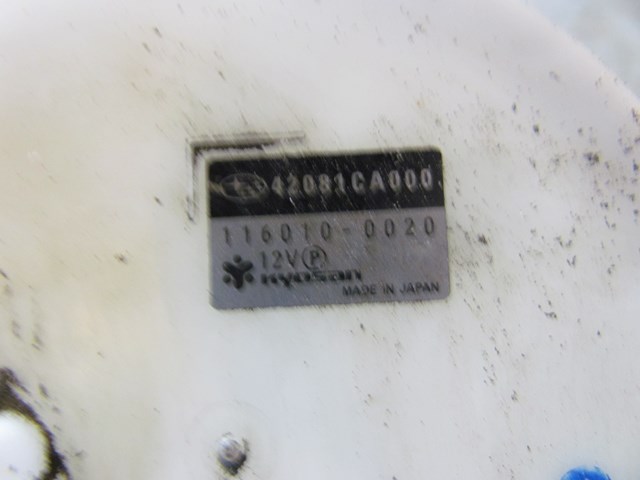 42081CA000
116010-0020
12V P
kyosan
MADE IN JAPAN